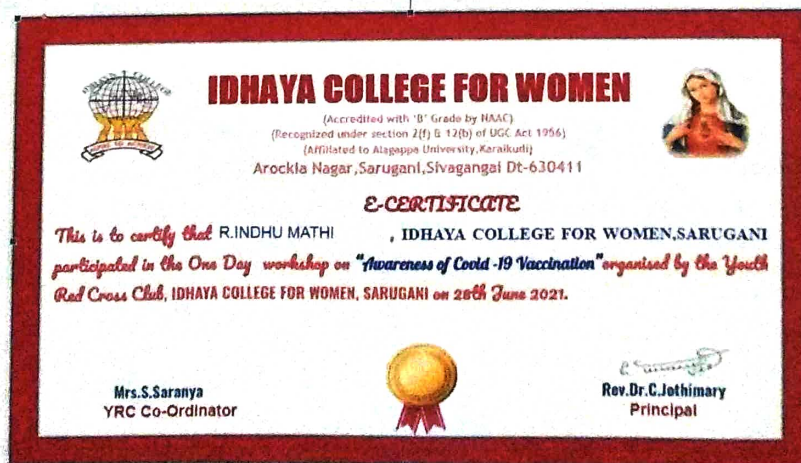 IDHAYA COLLEGE
IDHAYA COLLEGE FOR WOMEN
(Accredited with 'B' Grade by NAAC)
(Recognized under section 2(f) & 12(b) of UGC Act 1956)
(Affiliated to Alagappa University,Karaikudi)
Arockia Nagar,Sarugani,Sivagangai Dt-630411
E-CERTIFICATE
This is to certify that R.INDHU MATHI , IDHAYA COLLEGE FOR WOMEN,SARUGANI
participated in the One Day workshop on "Awareness of Covid -19 Vaccination" organised by the Youth
Red Cross Club, IDHAYA COLLEGE FOR WOMEN, SARUGANI on 28th June 2021.
Mrs.S.Saranya
YRC Co-Ordinator
Rev.Dr.C.Jothimary
Principal